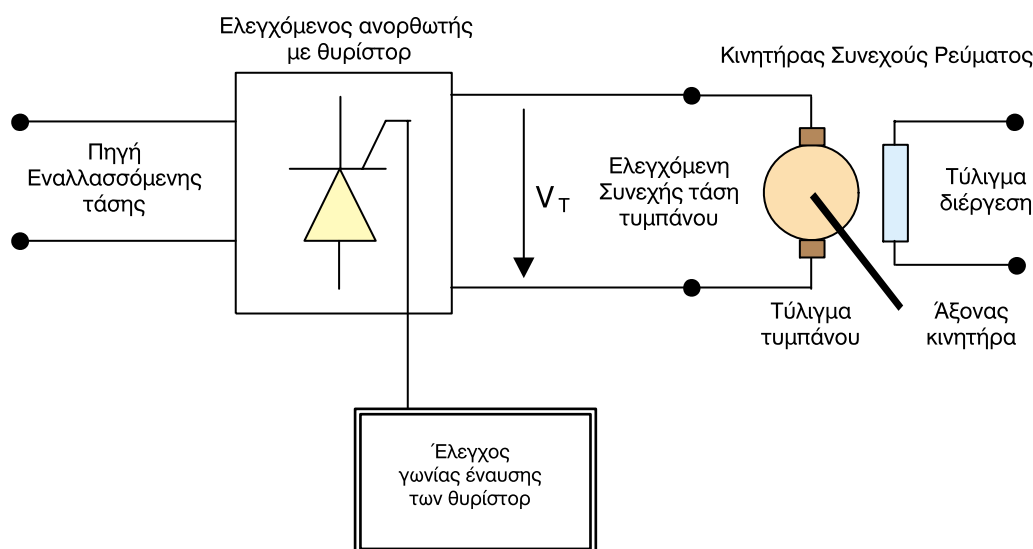 Ελεγχόμενος ανορθωτής
με θυρίστορ
Κινητήρας Συνεχούς Ρεύματος
Πηγή
Εναλλασσόμενης
τάσης
V T
Ελεγχόμενη
Συνεχής τάση
τυμπάνου
Τύλιγμα
διέργεση
Τύλιγμα
τυμπάνου
Άξονας
κινητήρα
Έλεγχος
γωνίας έναυσης
των θυρίστορ